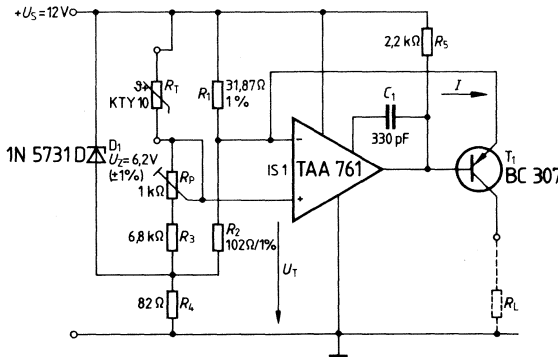 +U_S=12V
2,2 kΩ
R_5
ϑ+
KTY 10
R_T
R_1
31,87Ω
1%
C_1
330 pF
I
1N 5731 D
D_1
U_Z=6,2V
(±1%)
1 kΩ
R_P
IS 1
TAA 761
−
+
T_1
BC 307
6,8 kΩ
R_3
R_2
102Ω/1%
U_T
82 Ω
R_4
R_L